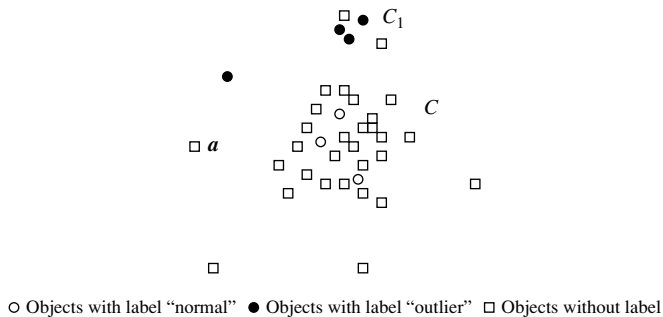 C1
C
a
Objects with label “normal” Objects with label “outlier” Objects without label